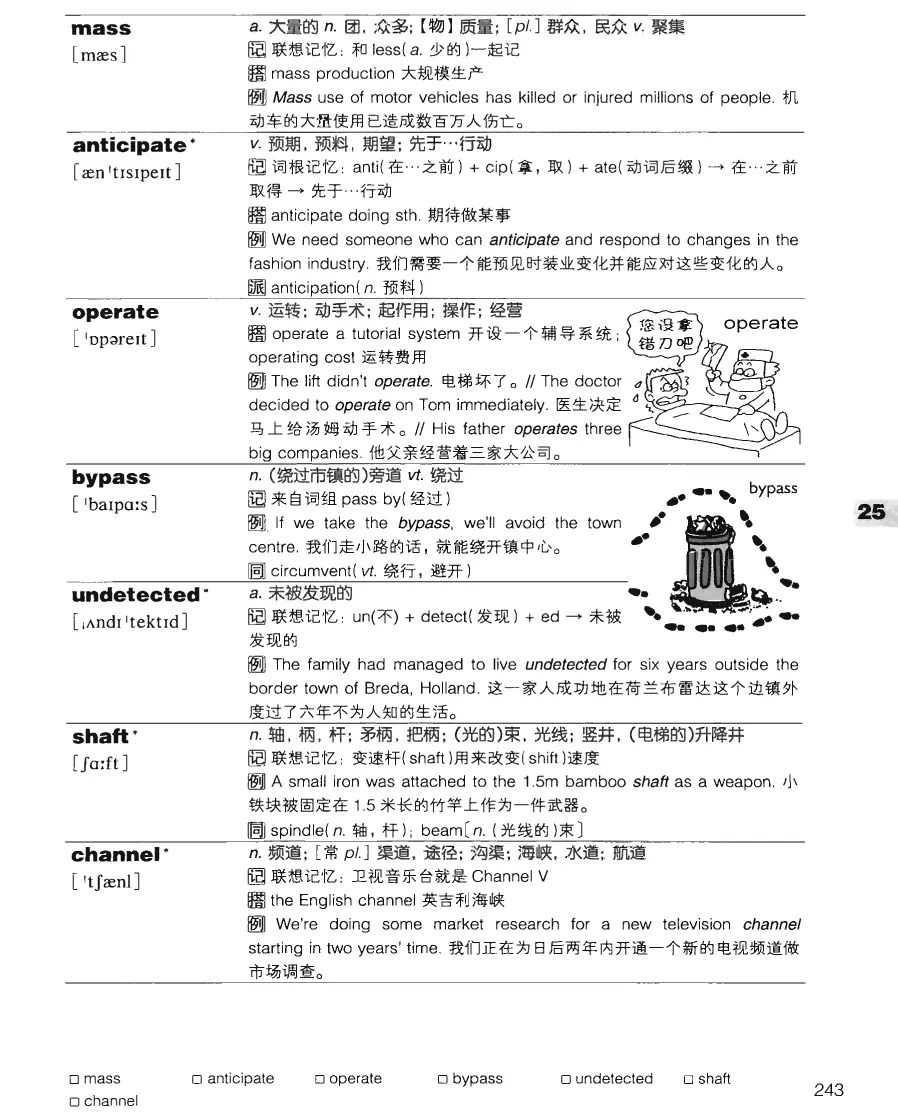 mass
[mæs]
a. 大量的 n. 团, 众多; 【物】质量; [pl.] 群众, 民众 v. 聚集
记 联想记忆: 和 less(a. 少的)一起记
搭 mass production 大规模生产
例 Mass use of motor vehicles has killed or injured millions of people. 机
动车的大量使用已造成数百万人伤亡。
anticipate*
[æn'tɪsɪpeɪt]
v. 预期, 预料, 期望; 先于…行动
记 词根记忆: anti(在…之前) + cip(拿, 取) + ate(动词后缀) → 在…之前
取得 → 先于…行动
搭 anticipate doing sth. 期待做某事
例 We need someone who can anticipate and respond to changes in the
fashion industry. 我们需要一个能预见时装业变化并能应对这些变化的人。
派 anticipation(n. 预料)
operate
['ɒpəreɪt]
v. 运转; 动手术; 起作用; 操作; 经营
搭 operate a tutorial system 开设一个辅导系统;
operating cost 运转费用
例 The lift didn't operate. 电梯坏了。// The doctor
decided to operate on Tom immediately. 医生决定
马上给汤姆动手术。// His father operates three
big companies. 他父亲经营着三家大公司。
您没拿
错刀吧
operate
bypass
['baɪpɑːs]
n. (绕过市镇的)旁道 vt. 绕过
记 来自词组 pass by(经过)
例 If we take the bypass, we'll avoid the town
centre. 我们走小路的话, 就能绕开镇中心。
同 circumvent(vt. 绕行, 避开)
bypass
25
undetected*
[ˌʌndɪ'tektɪd]
a. 未被发现的
记 联想记忆: un(不) + detect(发现) + ed → 未被
发现的
例 The family had managed to live undetected for six years outside the
border town of Breda, Holland. 这一家人成功地在荷兰布雷达这个边镇外
度过了六年不为人知的生活。
shaft*
[ʃɑːft]
n. 轴, 柄, 杆; 矛柄, 把柄; (光的)束, 光线; 竖井, (电梯的)升降井
记 联想记忆: 变速杆(shaft)用来改变(shift)速度
例 A small iron was attached to the 1.5m bamboo shaft as a weapon. 小
铁块被固定在 1.5 米长的竹竿上作为一件武器。
同 spindle(n. 轴, 杆); beam[n. (光线的)束]
channel*
['tʃænl]
n. 频道; [常 pl.] 渠道, 途径; 沟渠; 海峡, 水道; 航道
记 联想记忆: 卫视音乐台就是 Channel V
搭 the English channel 英吉利海峡
例 We're doing some market research for a new television channel
starting in two years' time. 我们正在为日后两年内开通一个新的电视频道做
市场调查。
□ mass □ anticipate □ operate □ bypass □ undetected □ shaft
□ channel
243